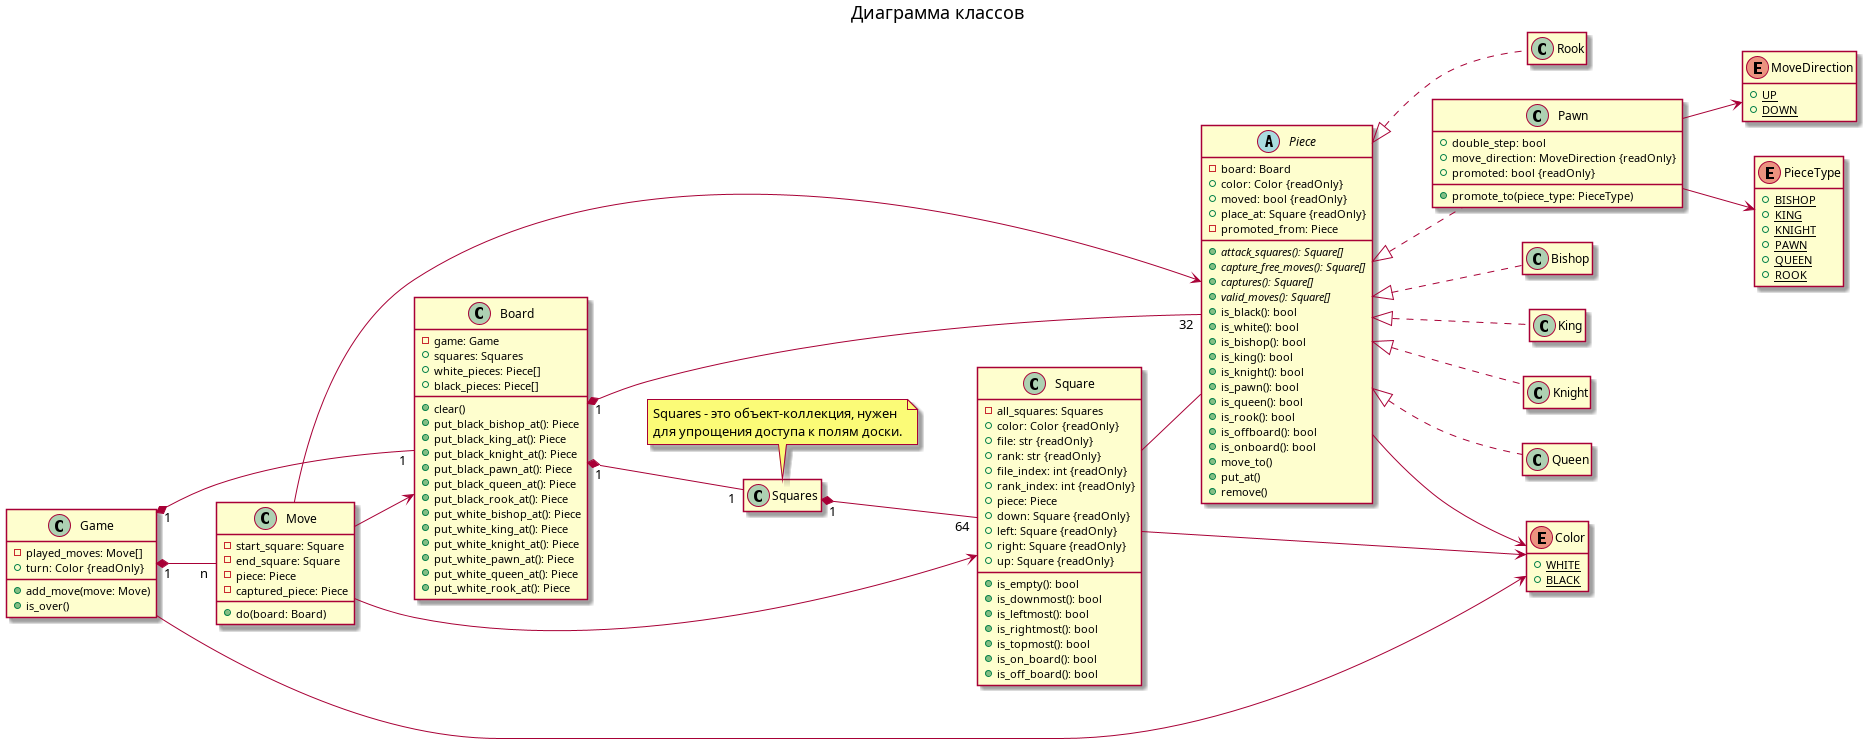 Диаграмма классов
C Game
played_moves: Move[]
turn: Color {readOnly}
add_move(move: Move)
is_over()
1
1
1
n
C Move
start_square: Square
end_square: Square
piece: Piece
captured_piece: Piece
do(board: Board)
C Board
game: Game
squares: Squares
white_pieces: Piece[]
black_pieces: Piece[]
clear()
put_black_bishop_at(): Piece
put_black_king_at(): Piece
put_black_knight_at(): Piece
put_black_pawn_at(): Piece
put_black_queen_at(): Piece
put_black_rook_at(): Piece
put_white_bishop_at(): Piece
put_white_king_at(): Piece
put_white_knight_at(): Piece
put_white_pawn_at(): Piece
put_white_queen_at(): Piece
put_white_rook_at(): Piece
1
32
1
1
Squares - это объект-коллекция, нужен
для упрощения доступа к полям доски.
C Squares
1
64
C Square
all_squares: Squares
color: Color {readOnly}
file: str {readOnly}
rank: str {readOnly}
file_index: int {readOnly}
rank_index: int {readOnly}
piece: Piece
down: Square {readOnly}
left: Square {readOnly}
right: Square {readOnly}
up: Square {readOnly}
is_empty(): bool
is_downmost(): bool
is_leftmost(): bool
is_rightmost(): bool
is_topmost(): bool
is_on_board(): bool
is_off_board(): bool
A Piece
board: Board
color: Color {readOnly}
moved: bool {readOnly}
place_at: Square {readOnly}
promoted_from: Piece
attack_squares(): Square[]
capture_free_moves(): Square[]
captures(): Square[]
valid_moves(): Square[]
is_black(): bool
is_white(): bool
is_bishop(): bool
is_king(): bool
is_knight(): bool
is_pawn(): bool
is_queen(): bool
is_rook(): bool
is_offboard(): bool
is_onboard(): bool
move_to()
put_at()
remove()
C Rook
C Pawn
double_step: bool
move_direction: MoveDirection {readOnly}
promoted: bool {readOnly}
promote_to(piece_type: PieceType)
C Bishop
C King
C Knight
C Queen
E Color
WHITE
BLACK
E MoveDirection
UP
DOWN
E PieceType
BISHOP
KING
KNIGHT
PAWN
QUEEN
ROOK